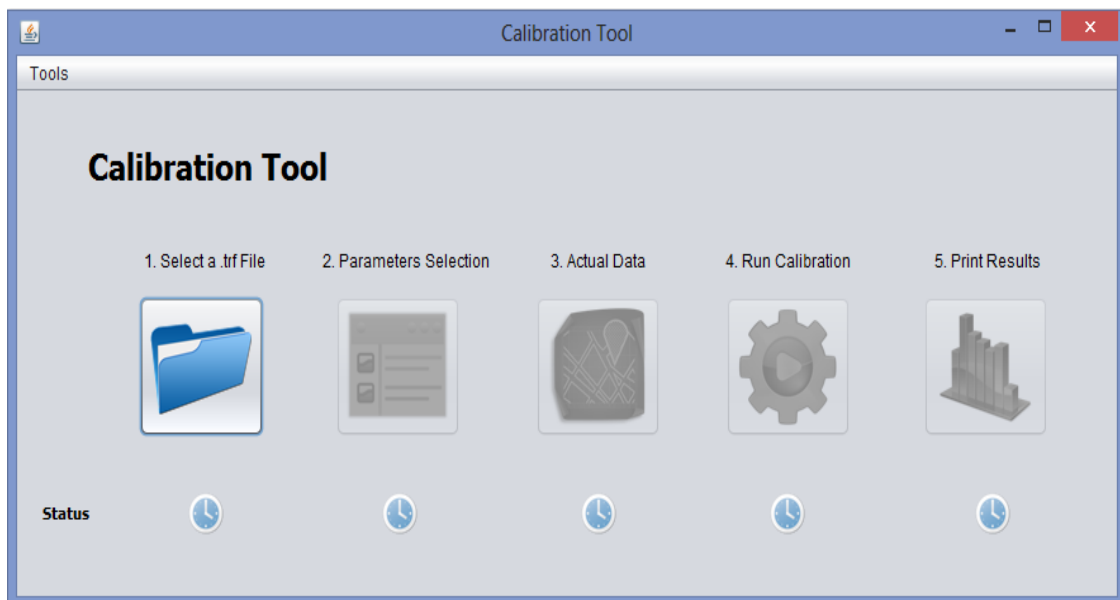 Calibration Tool
Tools
Calibration Tool
1. Select a .trf File
2. Parameters Selection
3. Actual Data
4. Run Calibration
5. Print Results
Status